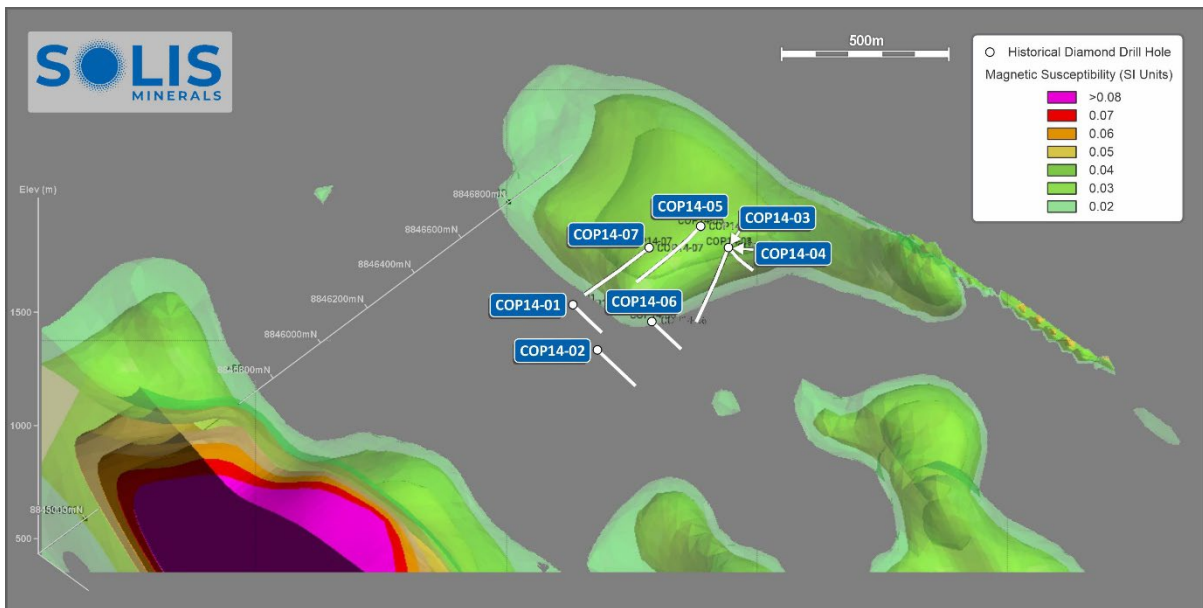 SOLIS
MINERALS
500m
Historical Diamond Drill Hole
Magnetic Susceptibility (SI Units)
>0.08
0.07
0.06
0.05
0.04
0.03
0.02
Elev (m)
8846800mN
8846600mN
8846400mN
8846200mN
8846000mN
8845000mN
1500
1000
500
COP14-05
COP14-03
COP14-07
COP14-04
COP14-01
COP14-06
COP14-02